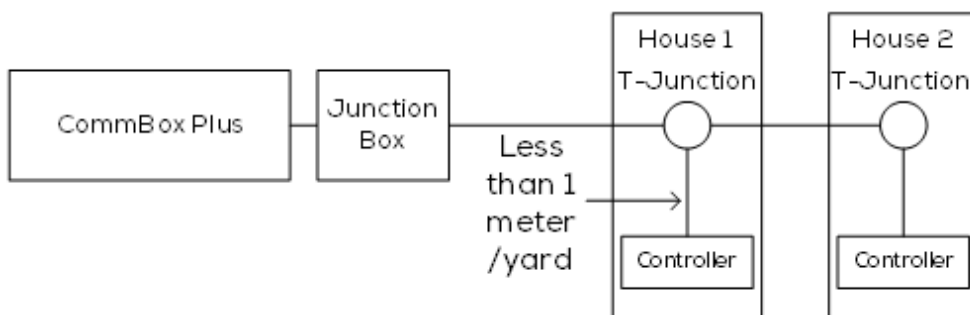 CommBox Plus
Junction
Box
Less
than 1
meter
/yard
House 1
T-Junction
Controller
House 2
T-Junction
Controller